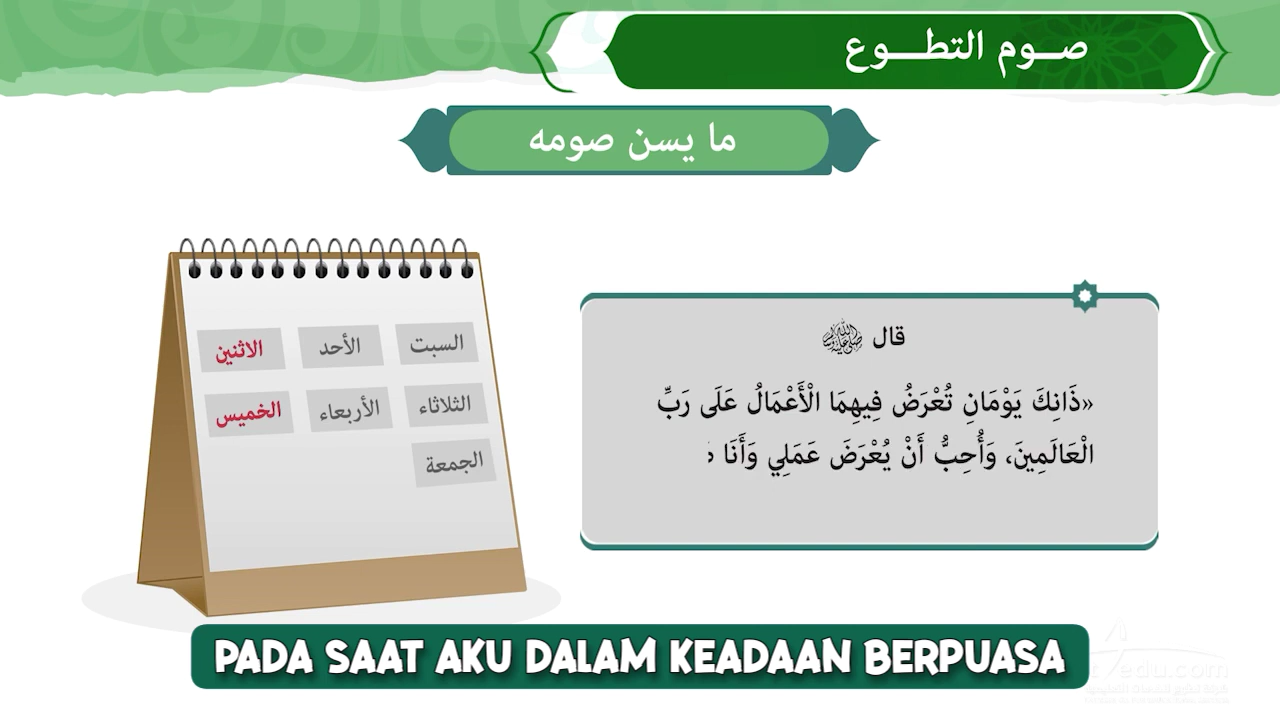 صـوم التطـوع
ما يسن صومه
السبت
الأحد
الاثنين
الثلاثاء
الأربعاء
الخميس
الجمعة
قال ﷺ
«ذَانِكَ يَوْمَانِ تُعْرَضُ فِيهِمَا الْأَعْمَالُ عَلَى رَبِّ
الْعَالَمِينَ، وَأُحِبُّ أَنْ يُعْرَضَ عَمَلِي وَأَنَا
PADA SAAT AKU DALAM KEADAAN BERPUASA